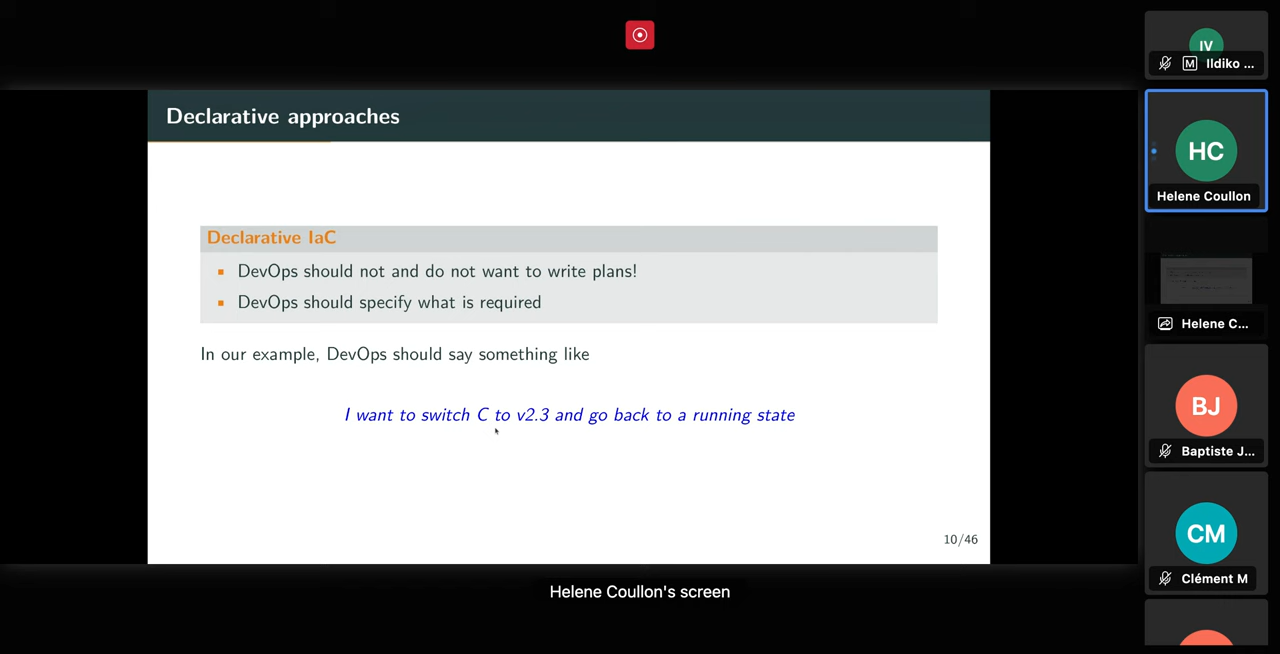 Declarative approaches
Declarative IaC
DevOps should not and do not want to write plans!
DevOps should specify what is required
In our example, DevOps should say something like
I want to switch C to v2.3 and go back to a running state
10/46
Helene Coullon's screen
IV
M Ildiko ...
HC
Helene Coullon
Helene C...
BJ
Baptiste J...
CM
Clément M